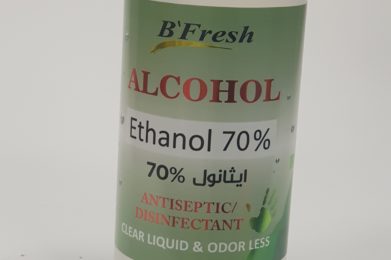 B'Fresh
ALCOHOL
Ethanol 70%
ايثانول 70%
ANTISEPTIC/
DISINFECTANT
CLEAR LIQUID & ODOR LESS